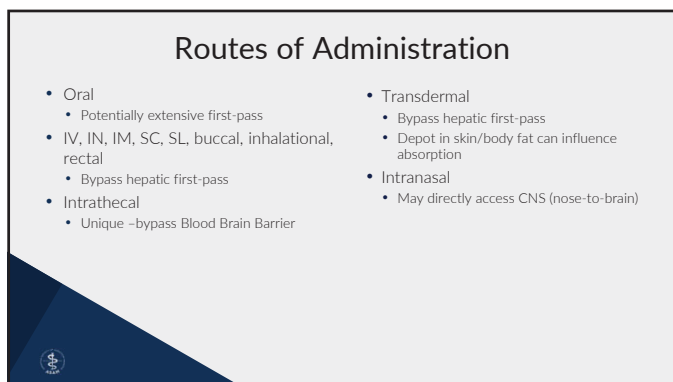 Routes of Administration
• Oral
• Potentially extensive first-pass
• IV, IN, IM, SC, SL, buccal, inhalational,
rectal
• Bypass hepatic first-pass
• Intrathecal
• Unique –bypass Blood Brain Barrier
• Transdermal
• Bypass hepatic first-pass
• Depot in skin/body fat can influence
absorption
• Intranasal
• May directly access CNS (nose-to-brain)
ASAM